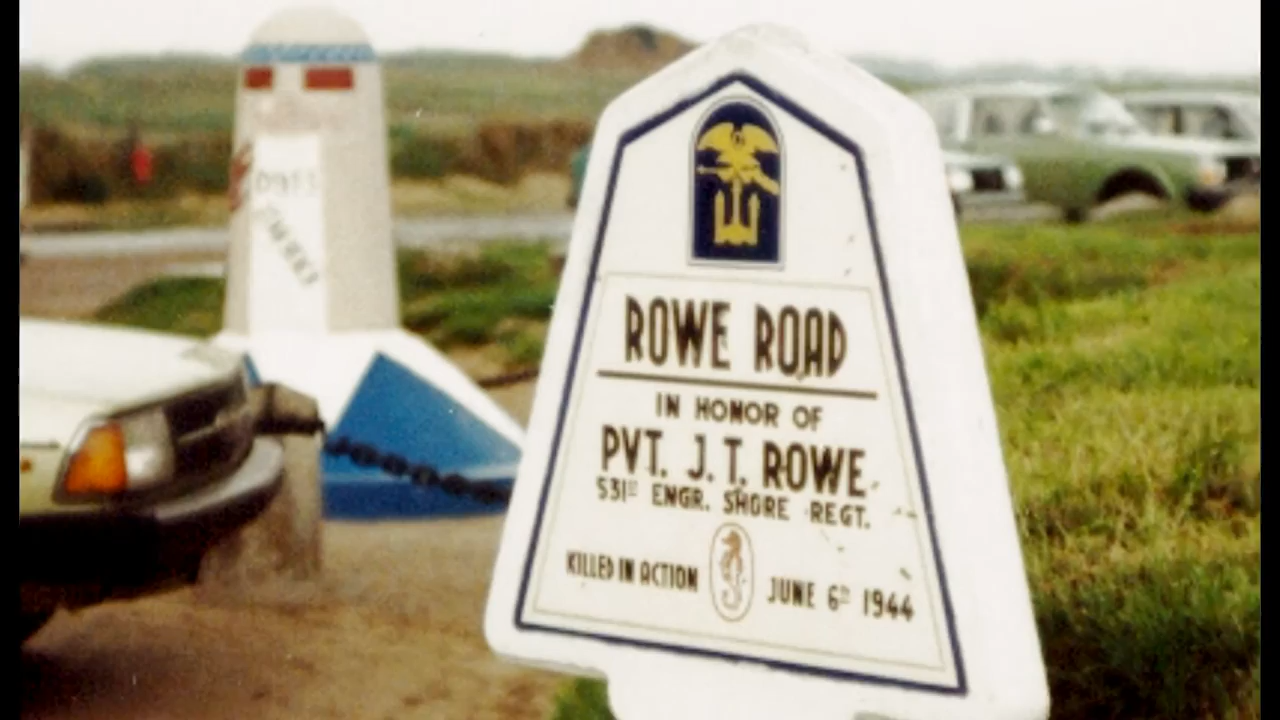 ROWE ROAD
IN HONOR OF
PVT. J. T. ROWE
531ST ENGR. SHORE REGT.
KILLED IN ACTION
JUNE 6TH 1944